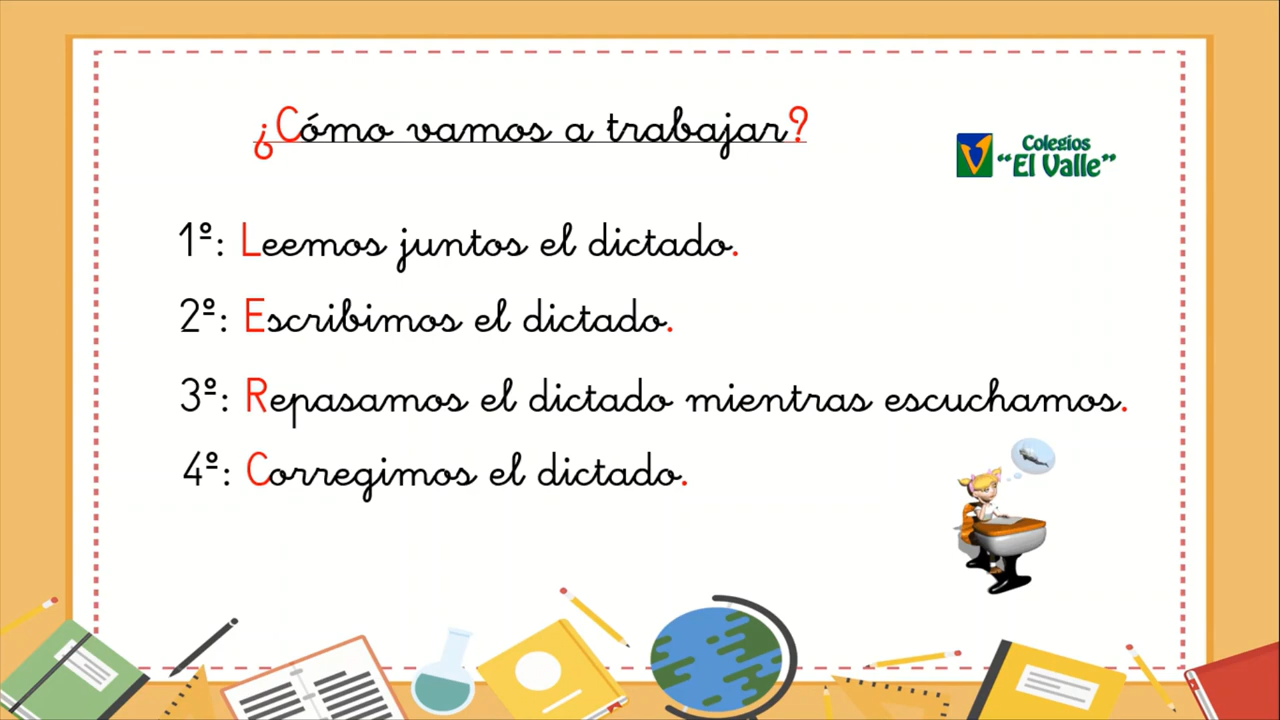 ¿Cómo vamos a trabajar?
Colegios
"El Valle"
1º: Leemos juntos el dictado.
2º: Escribimos el dictado.
3º: Repasamos el dictado mientras escuchamos.
4º: Corregimos el dictado.